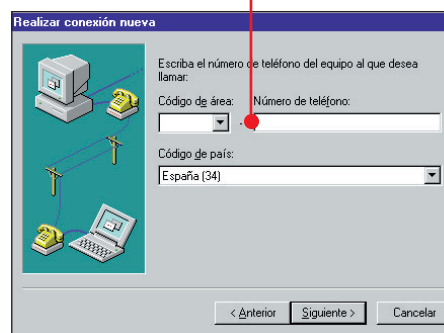 Realizar conexión nueva
Escriba el número de teléfono del equipo al que desea
llamar:
Código de área: Número de teléfono:
Código de país:
España (34)
< Anterior Siguiente > Cancelar